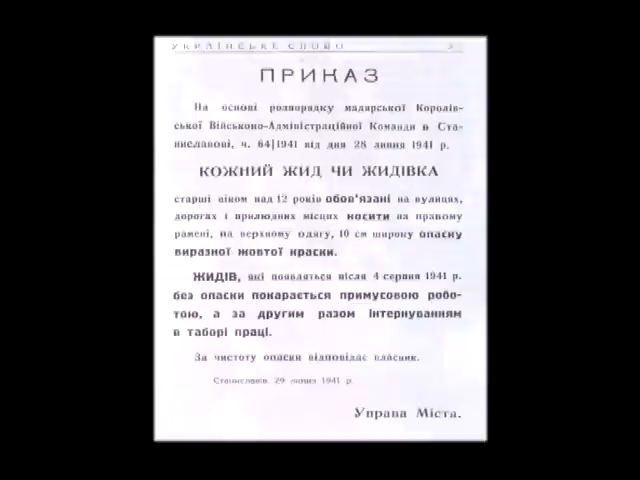 УКРАЇНСЬКЕ СЛОВО 3
ПРИКАЗ
На основі розпорядку мадярської Королів-
ської Військово-Адміністраційної Команди в Ста-
ниславові, ч. 64|1941 від дня 28 липня 1941 р.
КОЖНИЙ ЖИД ЧИ ЖИДІВКА
старші віком над 12 років обов'язані на вулицях,
дорогах і прилюдних місцях носити на правому
рамені, на верхному одягу, 10 см широку опаску
виразної жовтої краски.
ЖИДІВ, які появляться після 4 серпня 1941 р.
без опаски покарається примусовою робо-
тою, а за другим разом інтернуванням
в таборі праці.
За чистоту опаски відповідає власник.
Станиславів, 29 липня 1941 р.
Управа Міста.